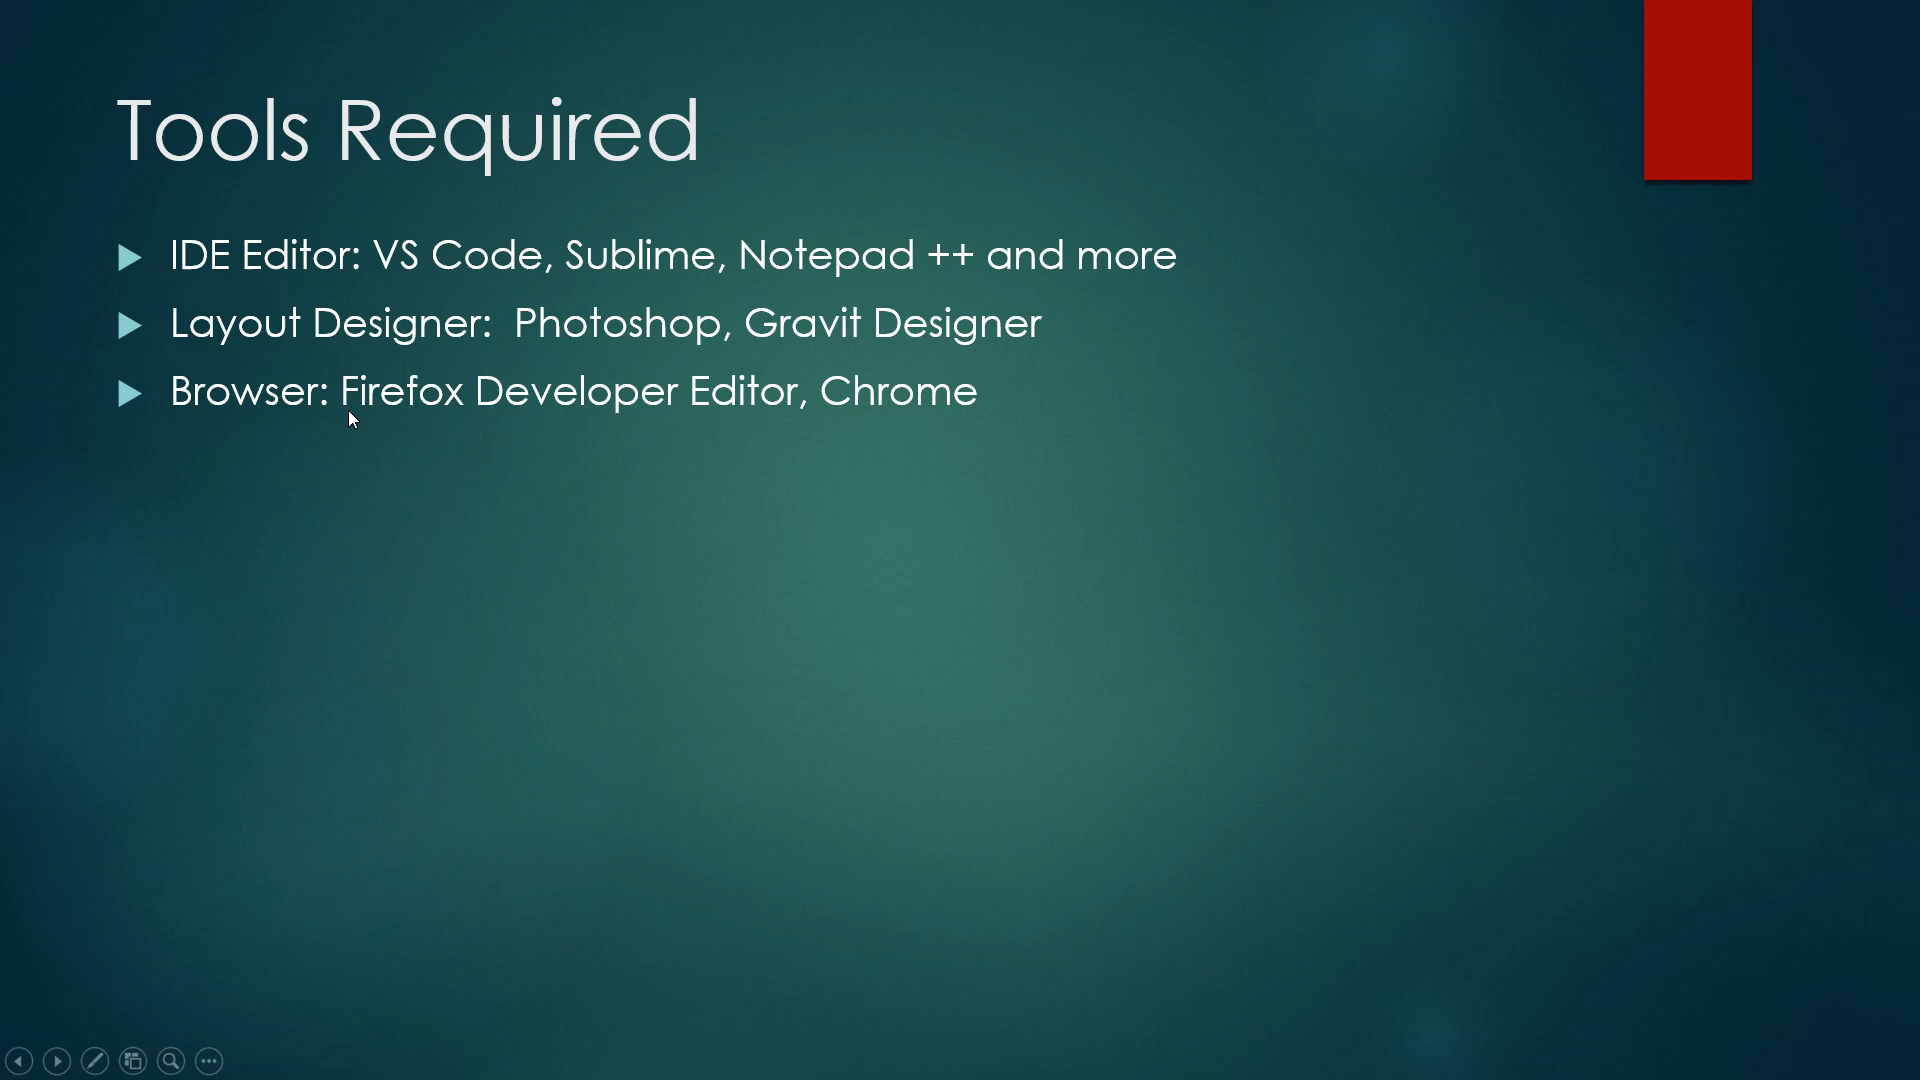 Tools Required
IDE Editor: VS Code, Sublime, Notepad ++ and more
Layout Designer:  Photoshop, Gravit Designer
Browser: Firefox Developer Editor, Chrome